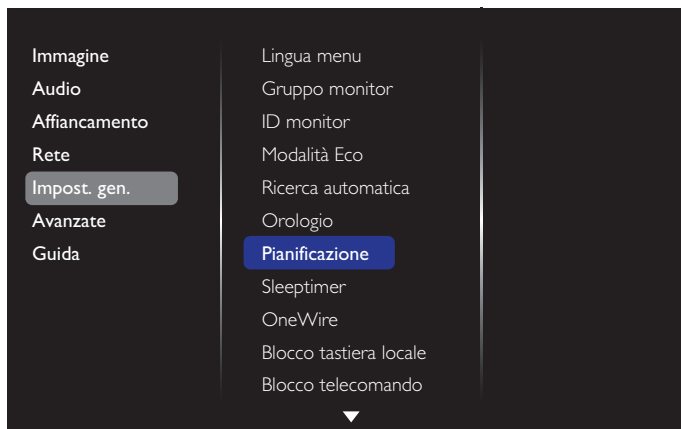 Immagine
Audio
Affiancamento
Rete
Impost. gen.
Avanzate
Guida
Lingua menu
Gruppo monitor
ID monitor
Modalità Eco
Ricerca automatica
Orologio
Pianificazione
Sleeptimer
OneWire
Blocco tastiera locale
Blocco telecomando